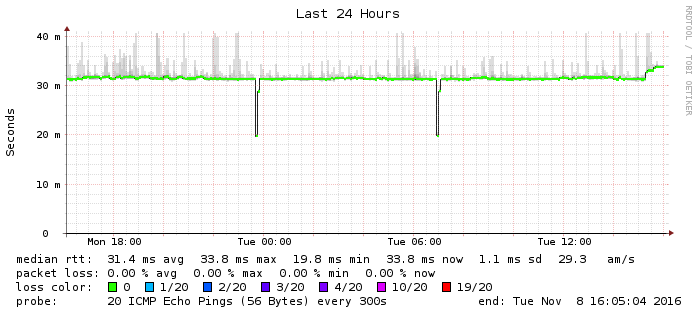 Last 24 Hours
RRDTOOL / TOBI OETIKER
Seconds
40 m
30 m
20 m
10 m
0
Mon 18:00 Tue 00:00 Tue 06:00 Tue 12:00
median rtt: 31.4 ms avg 33.8 ms max 19.8 ms min 33.8 ms now 1.1 ms sd 29.3 am/s
packet loss: 0.00 % avg 0.00 % max 0.00 % min 0.00 % now
loss color: 0 1/20 2/20 3/20 4/20 10/20 19/20
probe: 20 ICMP Echo Pings (56 Bytes) every 300s end: Tue Nov 8 16:05:04 2016